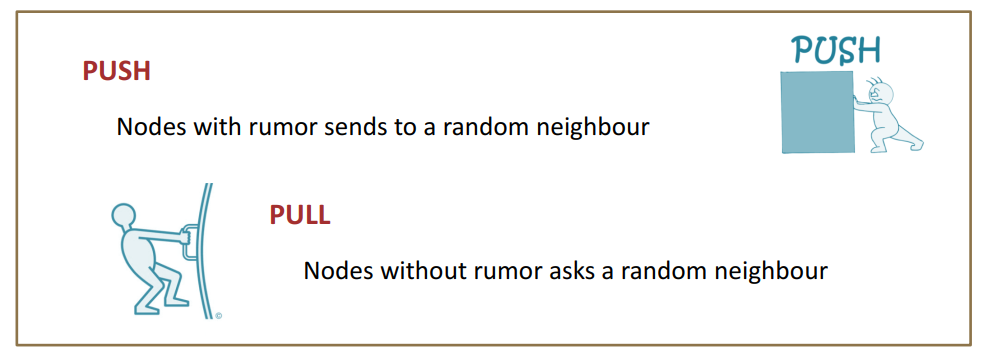 PUSH
PUSH
Nodes with rumor sends to a random neighbour
PULL
Nodes without rumor asks a random neighbour
©